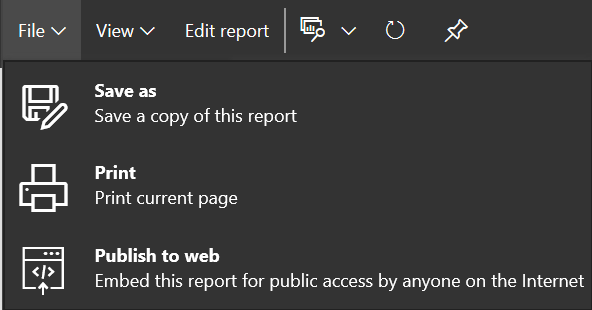 File View Edit report
Save as
Save a copy of this report
Print
Print current page
Publish to web
Embed this report for public access by anyone on the Internet